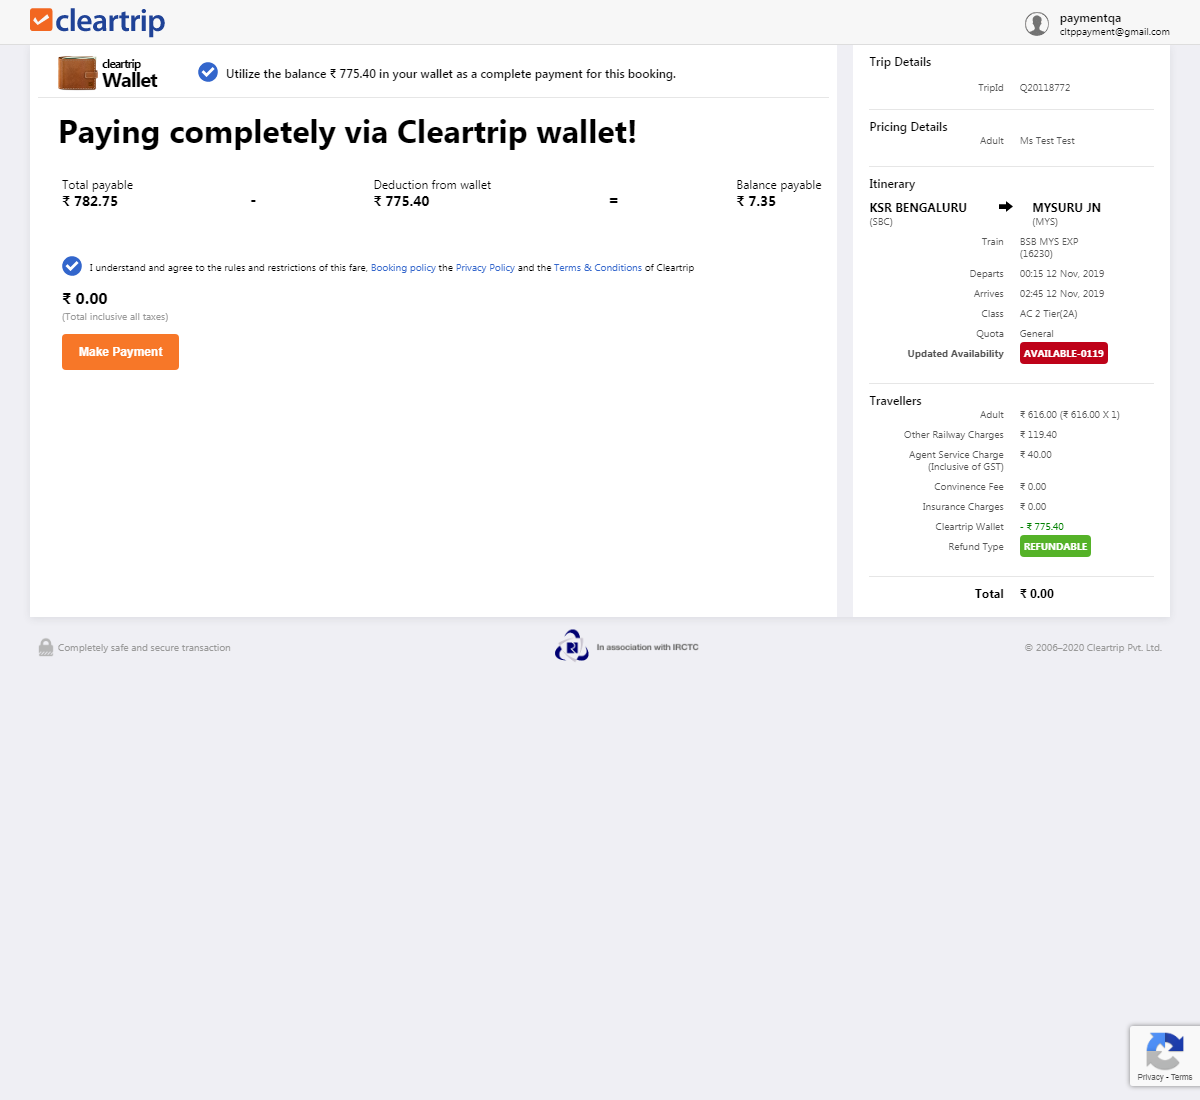 cleartrip
paymentqa
cltppayment@gmail.com
cleartrip
Wallet
Utilize the balance ₹ 775.40 in your wallet as a complete payment for this booking.
Paying completely via Cleartrip wallet!
Total payable
₹ 782.75
-
Deduction from wallet
₹ 775.40
=
Balance payable
₹ 7.35
I understand and agree to the rules and restrictions of this fare, Booking policy the Privacy Policy and the Terms & Conditions of Cleartrip
₹ 0.00
(Total inclusive all taxes)
Make Payment
Trip Details
TripId Q20118772
Pricing Details
Adult Ms Test Test
Itinerary
KSR BENGALURU MYSURU JN
(SBC) (MYS)
Train BSB MYS EXP
(16230)
Departs 00:15 12 Nov, 2019
Arrives 02:45 12 Nov, 2019
Class AC 2 Tier(2A)
Quota General
Updated Availability AVAILABLE-0119
Travellers
Adult ₹ 616.00 (₹ 616.00 X 1)
Other Railway Charges ₹ 119.40
Agent Service Charge ₹ 40.00
(Inclusive of GST)
Convinence Fee ₹ 0.00
Insurance Charges ₹ 0.00
Cleartrip Wallet - ₹ 775.40
Refund Type REFUNDABLE
Total ₹ 0.00
Completely safe and secure transaction
In association with IRCTC
© 2006–2020 Cleartrip Pvt. Ltd.
Privacy - Terms